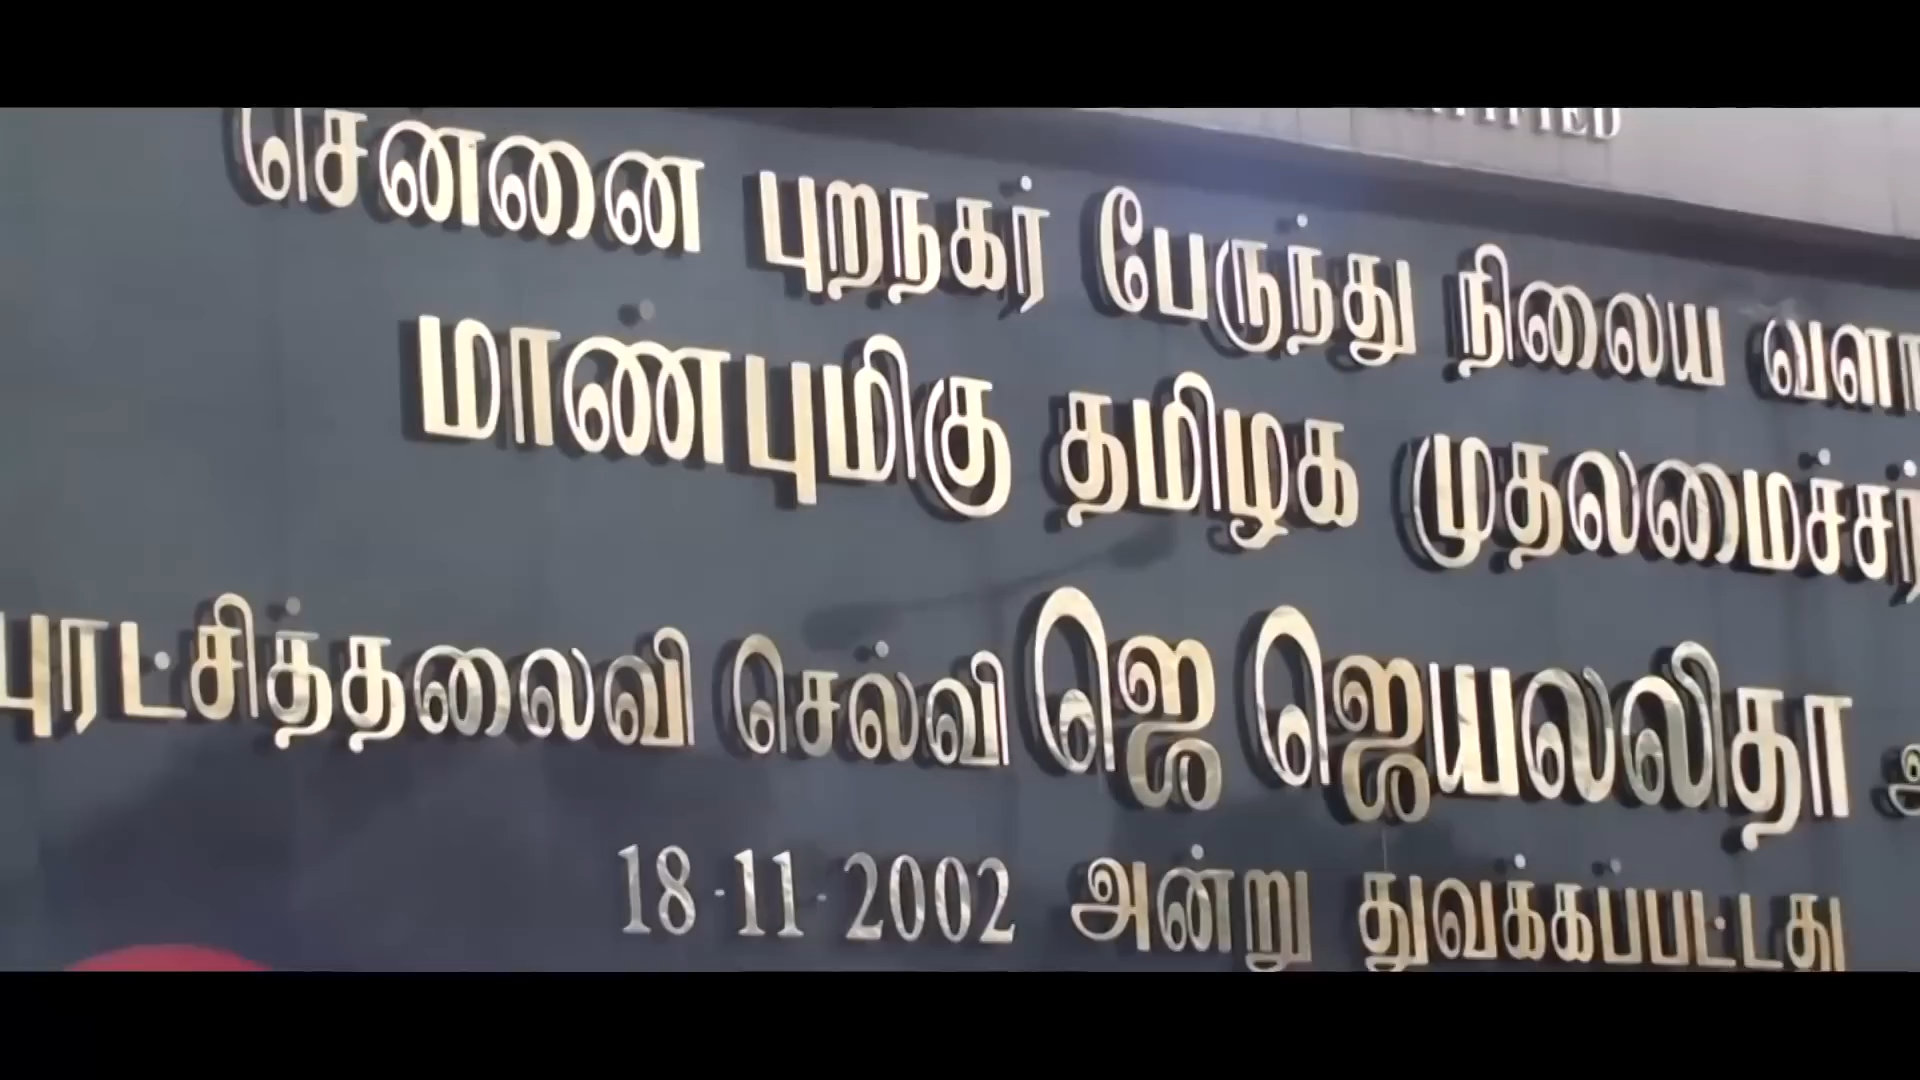 சென்னை புறநகர் பேருந்து நிலைய
மாண்புமிகு தமிழக முதலமைச்சர்
புரட்சித்தலைவி செல்வி ஜெ ஜெயலலிதா
18-11-2002 அன்று துவக்கப்பட்டது